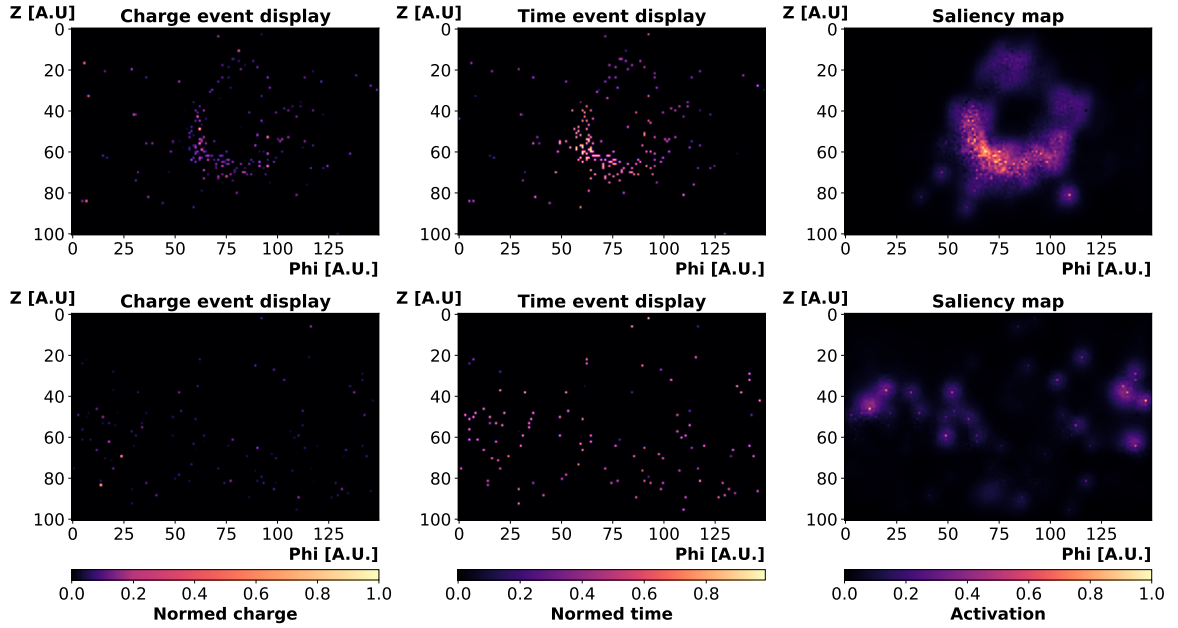 Z [A.U] Charge event display Z [A.U] Time event display Z [A.U] Saliency map
0 0 0
20 20 20
40 40 40
60 60 60
80 80 80
100 100 100
0 25 50 75 100 125 0 25 50 75 100 125 0 25 50 75 100 125
Phi [A.U.] Phi [A.U.] Phi [A.U.]
Z [A.U] Charge event display Z [A.U] Time event display Z [A.U] Saliency map
0 0 0
20 20 20
40 40 40
60 60 60
80 80 80
100 100 100
0 25 50 75 100 125 0 25 50 75 100 125 0 25 50 75 100 125
Phi [A.U.] Phi [A.U.] Phi [A.U.]
0.0 0.2 0.4 0.6 0.8 1.0 0.0 0.2 0.4 0.6 0.8 0.0 0.2 0.4 0.6 0.8 1.0
Normed charge Normed time Activation